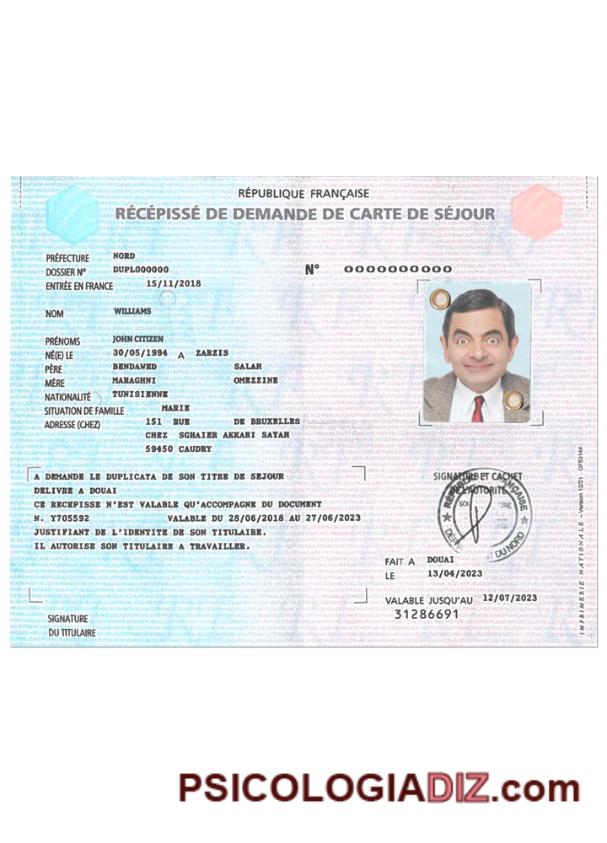 RÉPUBLIQUE FRANÇAISE
RÉCÉPISSÉ DE DEMANDE DE CARTE DE SÉJOUR
PRÉFECTURE NORD
DOSSIER N° DUPL000000 N° 0000000000
ENTRÉE EN FRANCE 15/11/2018
NOM WILLIAMS
PRÉNOMS JOHN CITIZEN
NÉ(E) LE 30/05/1994 A ZARZIS
PÈRE BENDAWED SALAH
MÈRE MARAGHNI OMEZZINE
NATIONALITÉ TUNISIENNE
SITUATION DE FAMILLE MARIE
ADRESSE (CHEZ) 151 RUE DE BRUXELLES
CHEZ SGHAIER AKKARI SAYAH
59450 CAUDRY
A DEMANDE LE DUPLICATA DE SON TITRE DE SEJOUR
DELIVRE A DOUAI
CE RECEPISSE N'EST VALABLE QU'ACCOMPAGNE DU DOCUMENT
N. Y705592 VALABLE DU 28/06/2018 AU 27/06/2023
JUSTIFIANT DE L'IDENTITE DE SON TITULAIRE.
IL AUTORISE SON TITULAIRE A TRAVAILLER.
SIGNATURE ET CACHET
DE L'AUTORITÉ
DU NORD
FAIT A DOUAI
LE 13/04/2023
VALABLE JUSQU'AU 12/07/2023
31286691
SIGNATURE
DU TITULAIRE
IMPRIMERIE NATIONALE - Version 12/21
PSICOLOGIADIZ.com